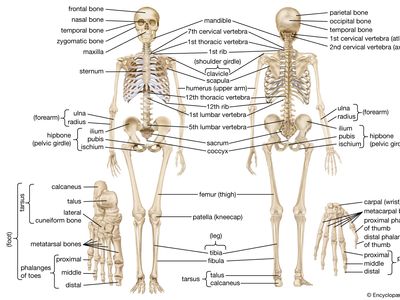 frontal bone
nasal bone
temporal bone
zygomatic bone
maxilla
sternum
mandible
7th cervical vertebra
1st thoracic vertebra
1st rib
(shoulder girdle)
clavicle
scapula
humerus (upper arm)
12th thoracic vertebra
12th rib
1st lumbar vertebra
5th lumbar vertebra
sacrum
coccyx
parietal bone
occipital bone
temporal bone
1st cervical vertebra (atl
2nd cervical vertebra (ax
(forearm)
ulna
radius
hipbone
(pelvic girdle)
ilium
pubis
ischium
ulna
radius
(forearm)
ilium
pubis
ischium
hipbone
(pelvic gird
femur (thigh)
patella (kneecap)
(leg)
tibia
fibula
tarsus
talus
calcaneus
(foot)
tarsus
calcaneus
talus
lateral
cuneiform bone
metatarsal bones
phalanges
of toes
proximal
middle
distal
carpal (wrist
metacarpal b
proximal pha
of thumb
distal phalan
of thumb
proximal
middle
distal
p
© Encyclopæ